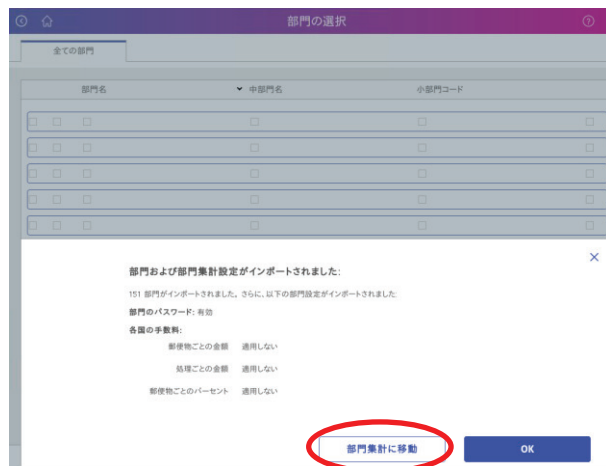 部門の選択
全ての部門
部門名 中部門名 小部門コード
部門および部門集計設定がインポートされました:
151 部門がインポートされました。さらに、以下の部門設定がインポートされました:
部門のパスワード: 有効
各国の手数料:
郵便物ごとの金額 適用しない
処理ごとの金額 適用しない
郵便物ごとのパーセント 適用しない
部門集計に移動 OK